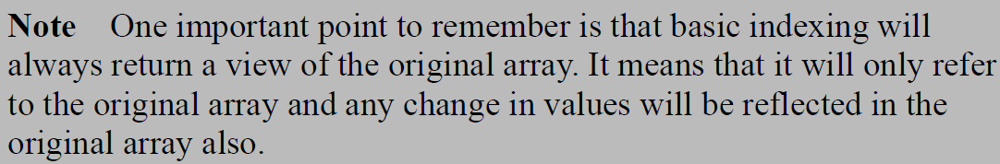 Note One important point to remember is that basic indexing will
always return a view of the original array. It means that it will only refer
to the original array and any change in values will be reflected in the
original array also.